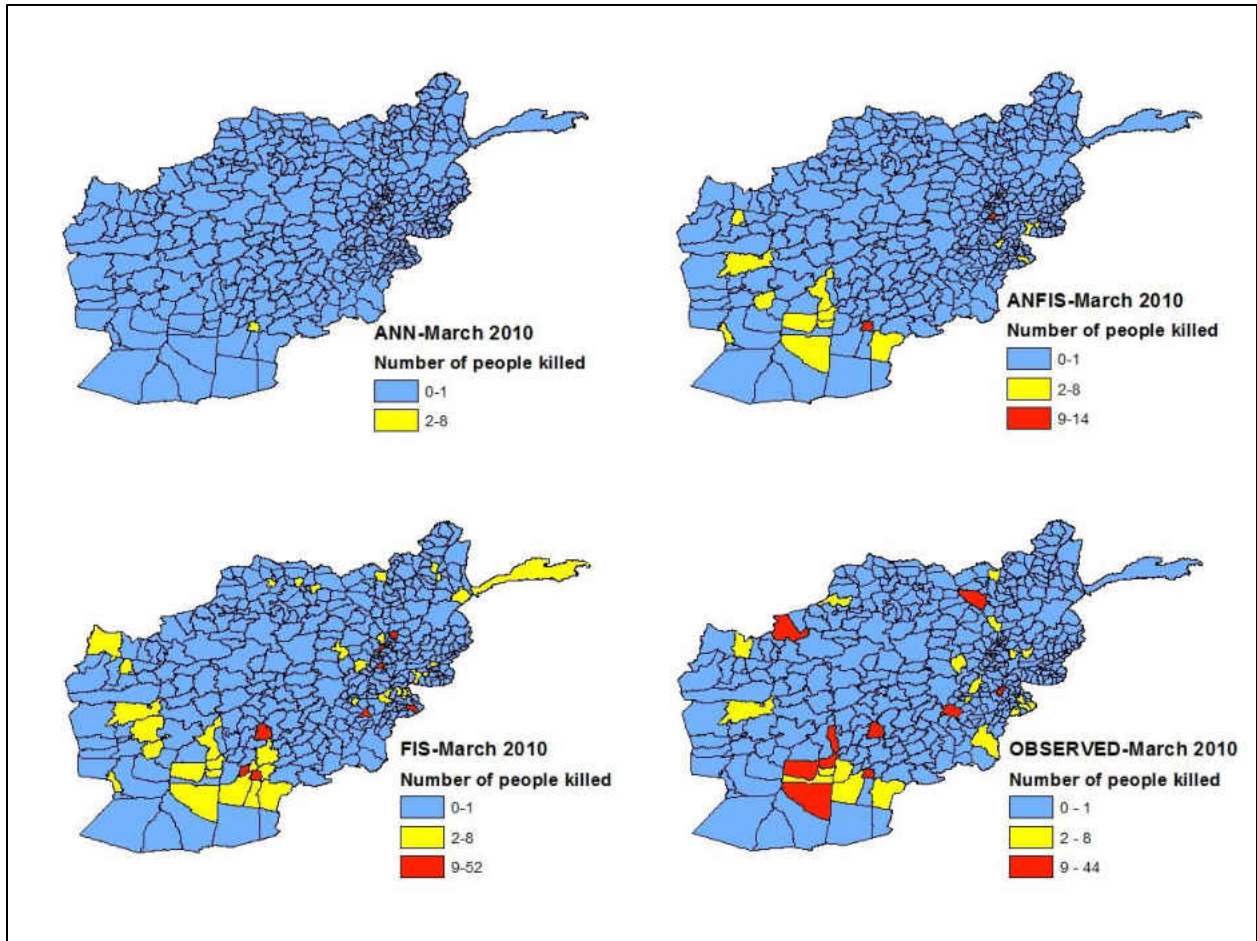 ANN-March 2010
Number of people killed
0-1
2-8
ANFIS-March 2010
Number of people killed
0-1
2-8
9-14
FIS-March 2010
Number of people killed
0-1
2-8
9-52
OBSERVED-March 2010
Number of people killed
0 - 1
2 - 8
9 - 44